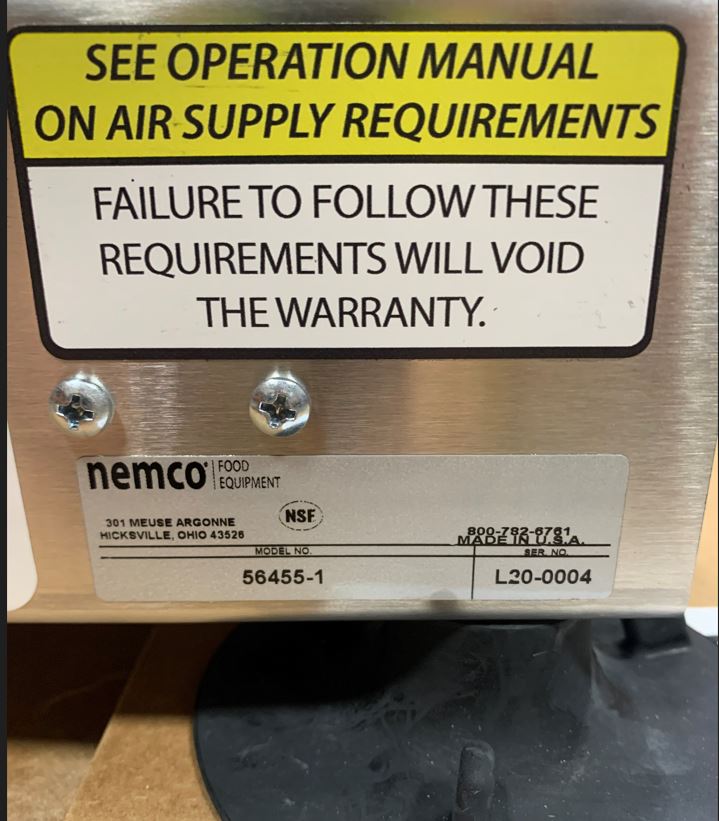 SEE OPERATION MANUAL
ON AIR SUPPLY REQUIREMENTS
FAILURE TO FOLLOW THESE
REQUIREMENTS WILL VOID
THE WARRANTY.
nemco FOOD
EQUIPMENT
NSF
301 MEUSE ARGONNE
HICKSVILLE, OHIO 43526
800-782-6761
MADE IN U.S.A.
MODEL NO.
56455-1
SER. NO.
L20-0004